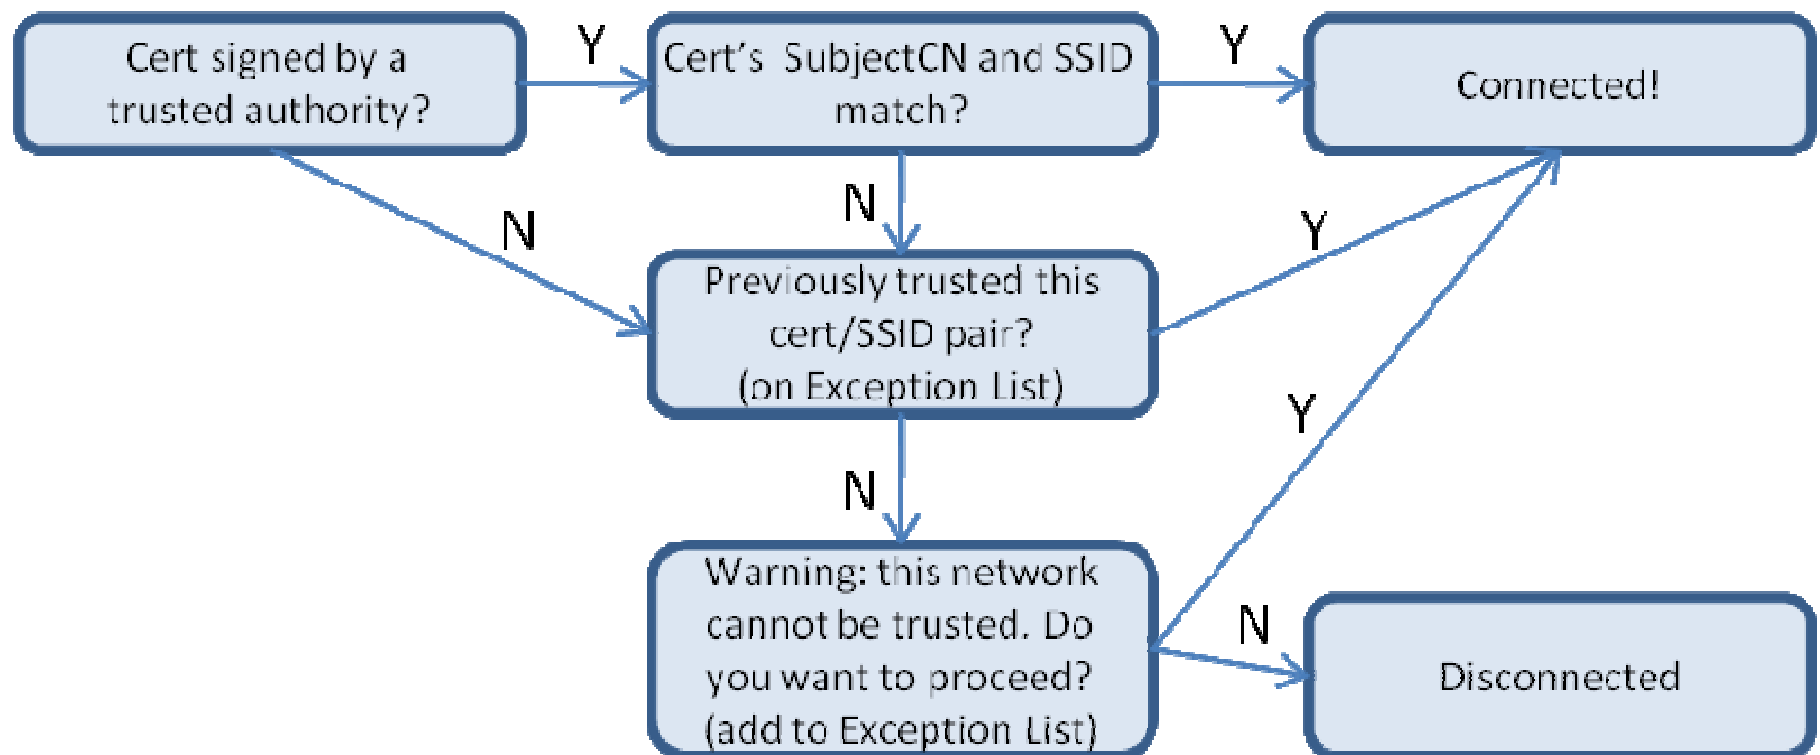 Cert signed by a
trusted authority?
Y
Cert's SubjectCN and SSID
match?
Y
Connected!
N
N
Previously trusted this
cert/SSID pair?
(on Exception List)
Y
N
Y
Warning: this network
cannot be trusted. Do
you want to proceed?
(add to Exception List)
N
Disconnected